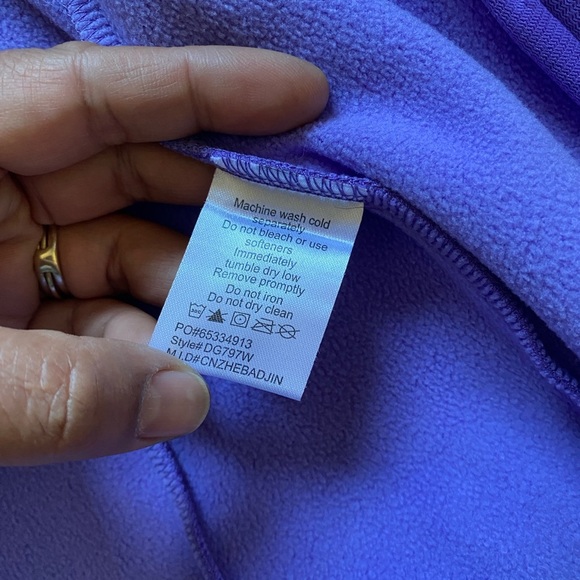 Machine wash cold
separately
Do not bleach or use
softeners
Immediately
tumble dry low
Remove promptly
Do not iron
Do not dry clean
PO#65334913
Style#DG797W
M.I.D#CNZHEBADJIN